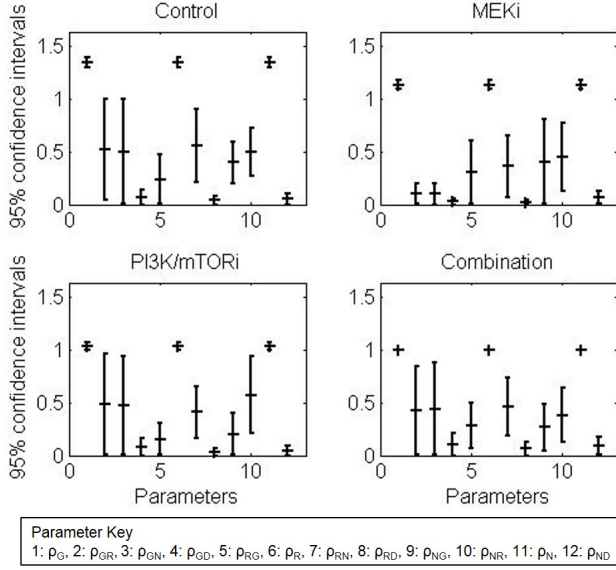 Control
MEKi
95% confidence intervals
1.5
1
0.5
0
0
5
10
1.5
1
0.5
0
0
5
10
PI3K/mTORi
Combination
95% confidence intervals
1.5
1
0.5
0
0
5
10
Parameters
1.5
1
0.5
0
0
5
10
Parameters
Parameter Key
1: ρG, 2: ρGR, 3: ρGN, 4: ρGD, 5: ρRG, 6: ρR, 7: ρRN, 8: ρRD, 9: ρNG, 10: ρNR, 11: ρN, 12: ρND